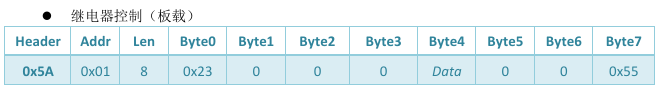 ● 继电器控制（板载）
Header Addr Len Byte0 Byte1 Byte2 Byte3 Byte4 Byte5 Byte6 Byte7
0x5A 0x01 8 0x23 0 0 0 Data 0 0 0x55